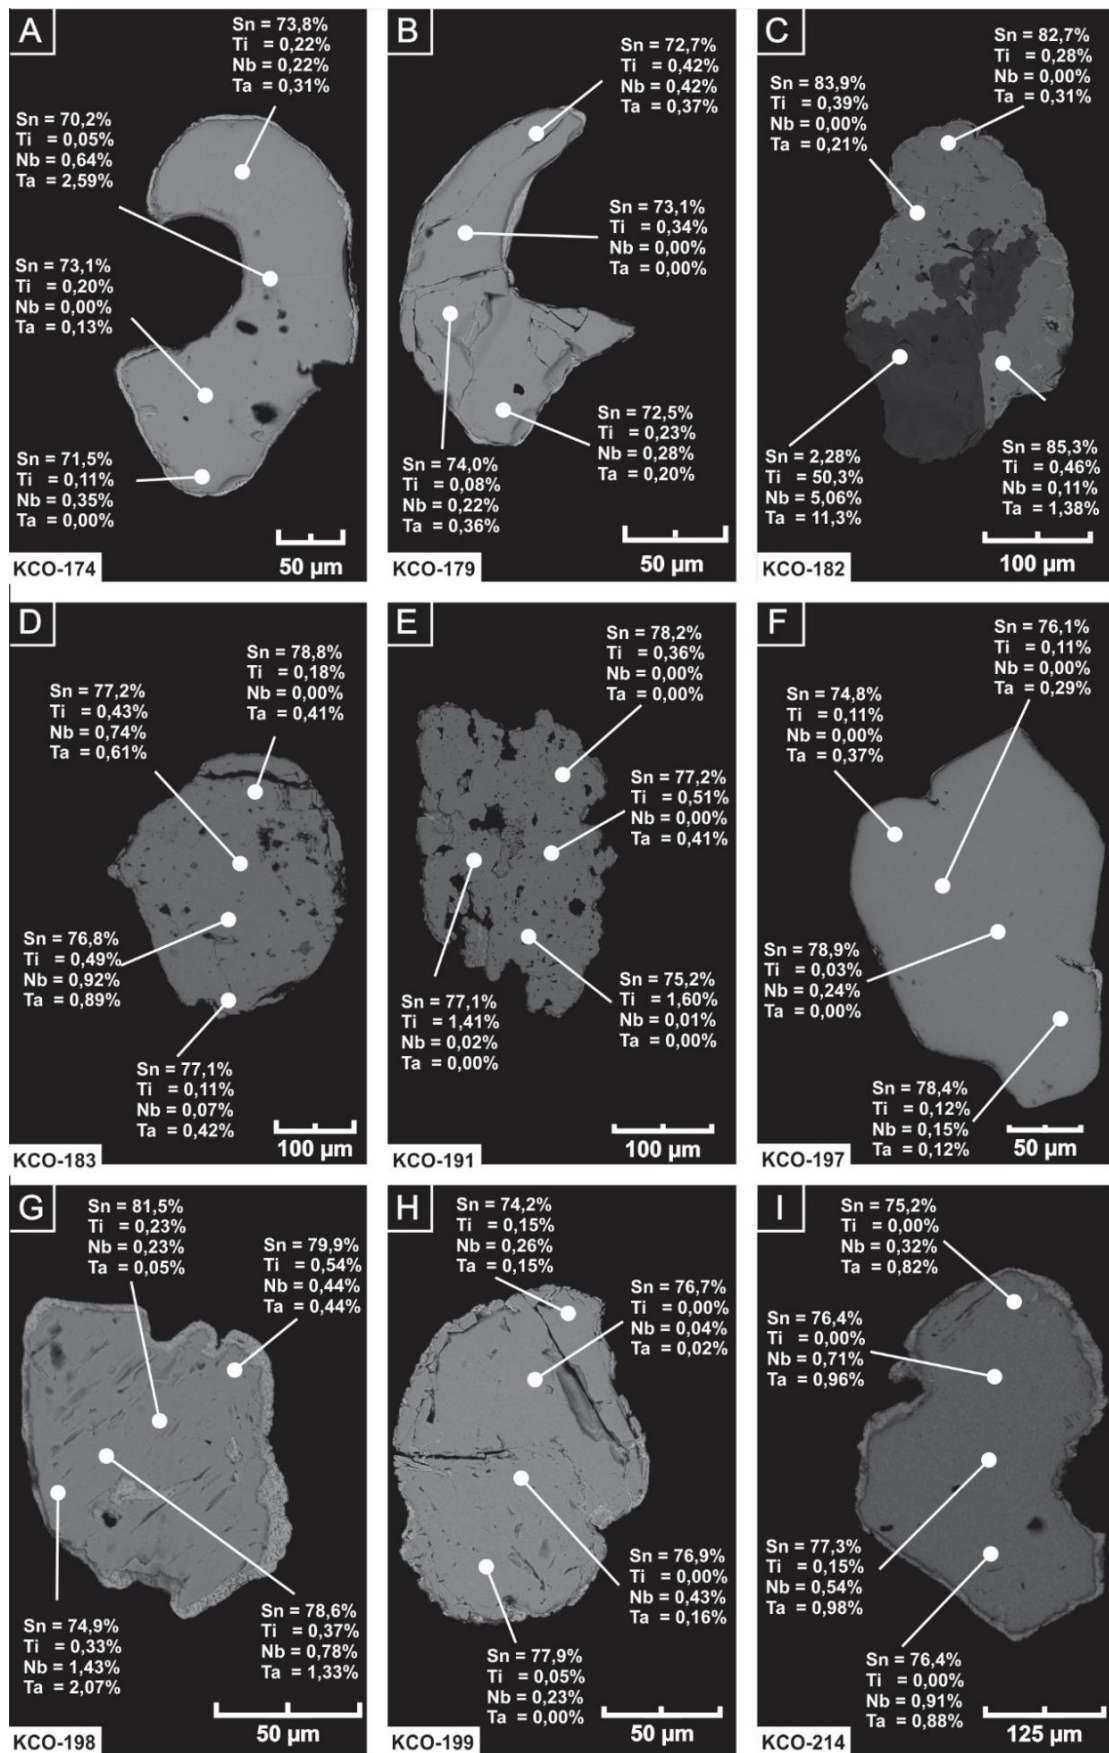 A
Sn = 73,8%
Ti = 0,22%
Nb = 0,22%
Ta = 0,31%
Sn = 70,2%
Ti = 0,05%
Nb = 0,64%
Ta = 2,59%
Sn = 73,1%
Ti = 0,20%
Nb = 0,00%
Ta = 0,13%
Sn = 71,5%
Ti = 0,11%
Nb = 0,35%
Ta = 0,00%
50 µm
KCO-174
B
Sn = 72,7%
Ti = 0,42%
Nb = 0,42%
Ta = 0,37%
Sn = 73,1%
Ti = 0,34%
Nb = 0,00%
Ta = 0,00%
Sn = 72,5%
Ti = 0,23%
Nb = 0,28%
Ta = 0,20%
Sn = 74,0%
Ti = 0,08%
Nb = 0,22%
Ta = 0,36%
50 µm
KCO-179
C
Sn = 82,7%
Ti = 0,28%
Nb = 0,00%
Ta = 0,31%
Sn = 83,9%
Ti = 0,39%
Nb = 0,00%
Ta = 0,21%
Sn = 2,28%
Ti = 50,3%
Nb = 5,06%
Ta = 11,3%
Sn = 85,3%
Ti = 0,46%
Nb = 0,11%
Ta = 1,38%
100 µm
KCO-182
D
Sn = 78,8%
Ti = 0,18%
Nb = 0,00%
Ta = 0,41%
Sn = 77,2%
Ti = 0,43%
Nb = 0,74%
Ta = 0,61%
Sn = 76,8%
Ti = 0,49%
Nb = 0,92%
Ta = 0,89%
Sn = 77,1%
Ti = 0,11%
Nb = 0,07%
Ta = 0,42%
100 µm
KCO-183
E
Sn = 78,2%
Ti = 0,36%
Nb = 0,00%
Ta = 0,00%
Sn = 77,2%
Ti = 0,51%
Nb = 0,00%
Ta = 0,41%
Sn = 75,2%
Ti = 1,60%
Nb = 0,01%
Ta = 0,00%
Sn = 77,1%
Ti = 1,41%
Nb = 0,02%
Ta = 0,00%
100 µm
KCO-191
F
Sn = 76,1%
Ti = 0,11%
Nb = 0,00%
Ta = 0,29%
Sn = 74,8%
Ti = 0,11%
Nb = 0,00%
Ta = 0,37%
Sn = 78,9%
Ti = 0,03%
Nb = 0,24%
Ta = 0,00%
Sn = 78,4%
Ti = 0,12%
Nb = 0,15%
Ta = 0,12%
50 µm
KCO-197
G
Sn = 81,5%
Ti = 0,23%
Nb = 0,23%
Ta = 0,05%
Sn = 79,9%
Ti = 0,54%
Nb = 0,44%
Ta = 0,44%
Sn = 74,9%
Ti = 0,33%
Nb = 1,43%
Ta = 2,07%
Sn = 78,6%
Ti = 0,37%
Nb = 0,78%
Ta = 1,33%
50 µm
KCO-198
H
Sn = 74,2%
Ti = 0,15%
Nb = 0,26%
Ta = 0,15%
Sn = 76,7%
Ti = 0,00%
Nb = 0,04%
Ta = 0,02%
Sn = 76,9%
Ti = 0,00%
Nb = 0,43%
Ta = 0,16%
Sn = 77,9%
Ti = 0,05%
Nb = 0,23%
Ta = 0,00%
50 µm
KCO-199
I
Sn = 75,2%
Ti = 0,00%
Nb = 0,32%
Ta = 0,82%
Sn = 76,4%
Ti = 0,00%
Nb = 0,71%
Ta = 0,96%
Sn = 77,3%
Ti = 0,15%
Nb = 0,54%
Ta = 0,98%
Sn = 76,4%
Ti = 0,00%
Nb = 0,91%
Ta = 0,88%
125 µm
KCO-214